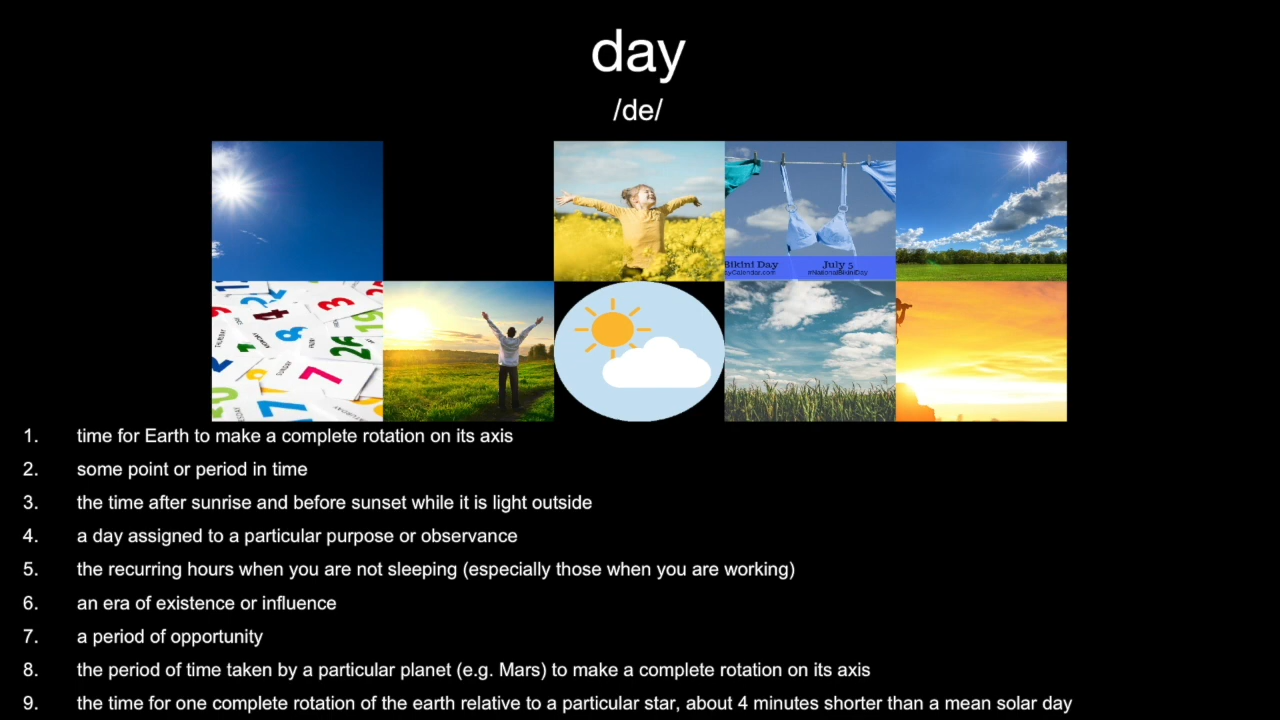 day
/de/
Bikini Day July 5
yCalendar.com #NationalBikiniDay
1. time for Earth to make a complete rotation on its axis
2. some point or period in time
3. the time after sunrise and before sunset while it is light outside
4. a day assigned to a particular purpose or observance
5. the recurring hours when you are not sleeping (especially those when you are working)
6. an era of existence or influence
7. a period of opportunity
8. the period of time taken by a particular planet (e.g. Mars) to make a complete rotation on its axis
9. the time for one complete rotation of the earth relative to a particular star, about 4 minutes shorter than a mean solar day